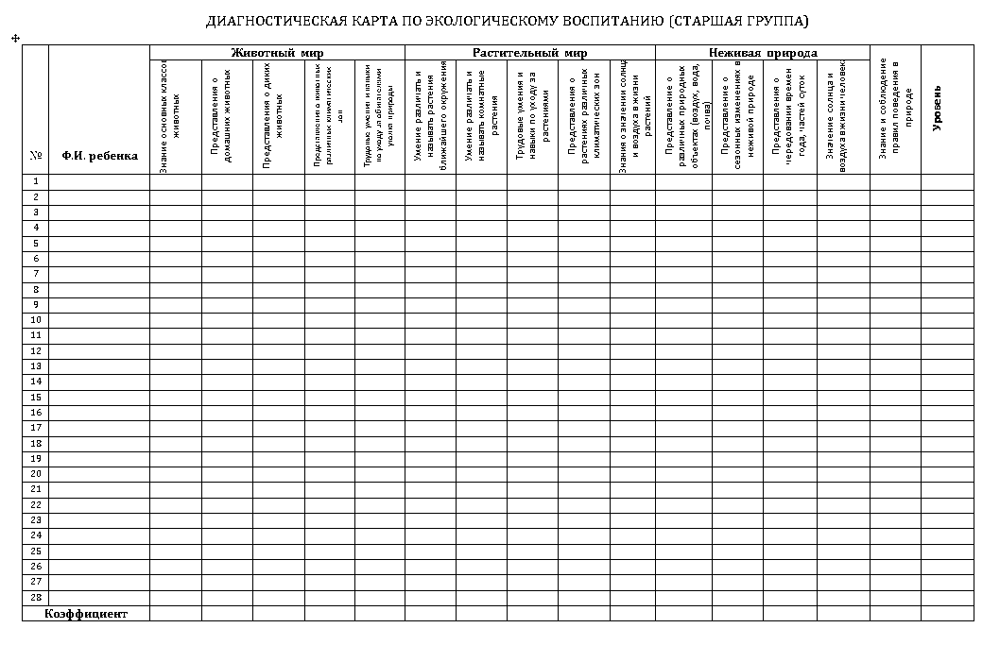 ДИАГНОСТИЧЕСКАЯ КАРТА ПО ЭКОЛОГИЧЕСКОМУ ВОСПИТАНИЮ (СТАРШАЯ ГРУППА)
№
Ф.И. ребенка
Животный мир
Растительный мир
Неживая природа
Знание основных классов
животных
Представления о
домашних животных
Представления о диких
животных
Представления о животных
различных климатических
зон
Трудовые умения и навыки
по уходу за обитателями
уголка природы
Умение различать и
называть растения
ближайшего окружения
Умение различать и
называть комнатные
растения
Трудовые умения и
навыки по уходу за
растениями
Представления о
растениях различных
климатических зон
Знания о значении солнца
и воздуха в жизни
растений
Представление о
различных природных
объектах (воздух, вода,
почва)
Представление о
сезонных изменениях в
неживой природе
Представление о
чередовании времен
года, частей суток
Значение солнца и
воздуха в жизни человека
Знание и соблюдение
правил поведения в
природе
Уровень
1
2
3
4
5
6
7
8
9
10
11
12
13
14
15
16
17
18
19
20
21
22
23
24
25
26
27
28
Коэффициент